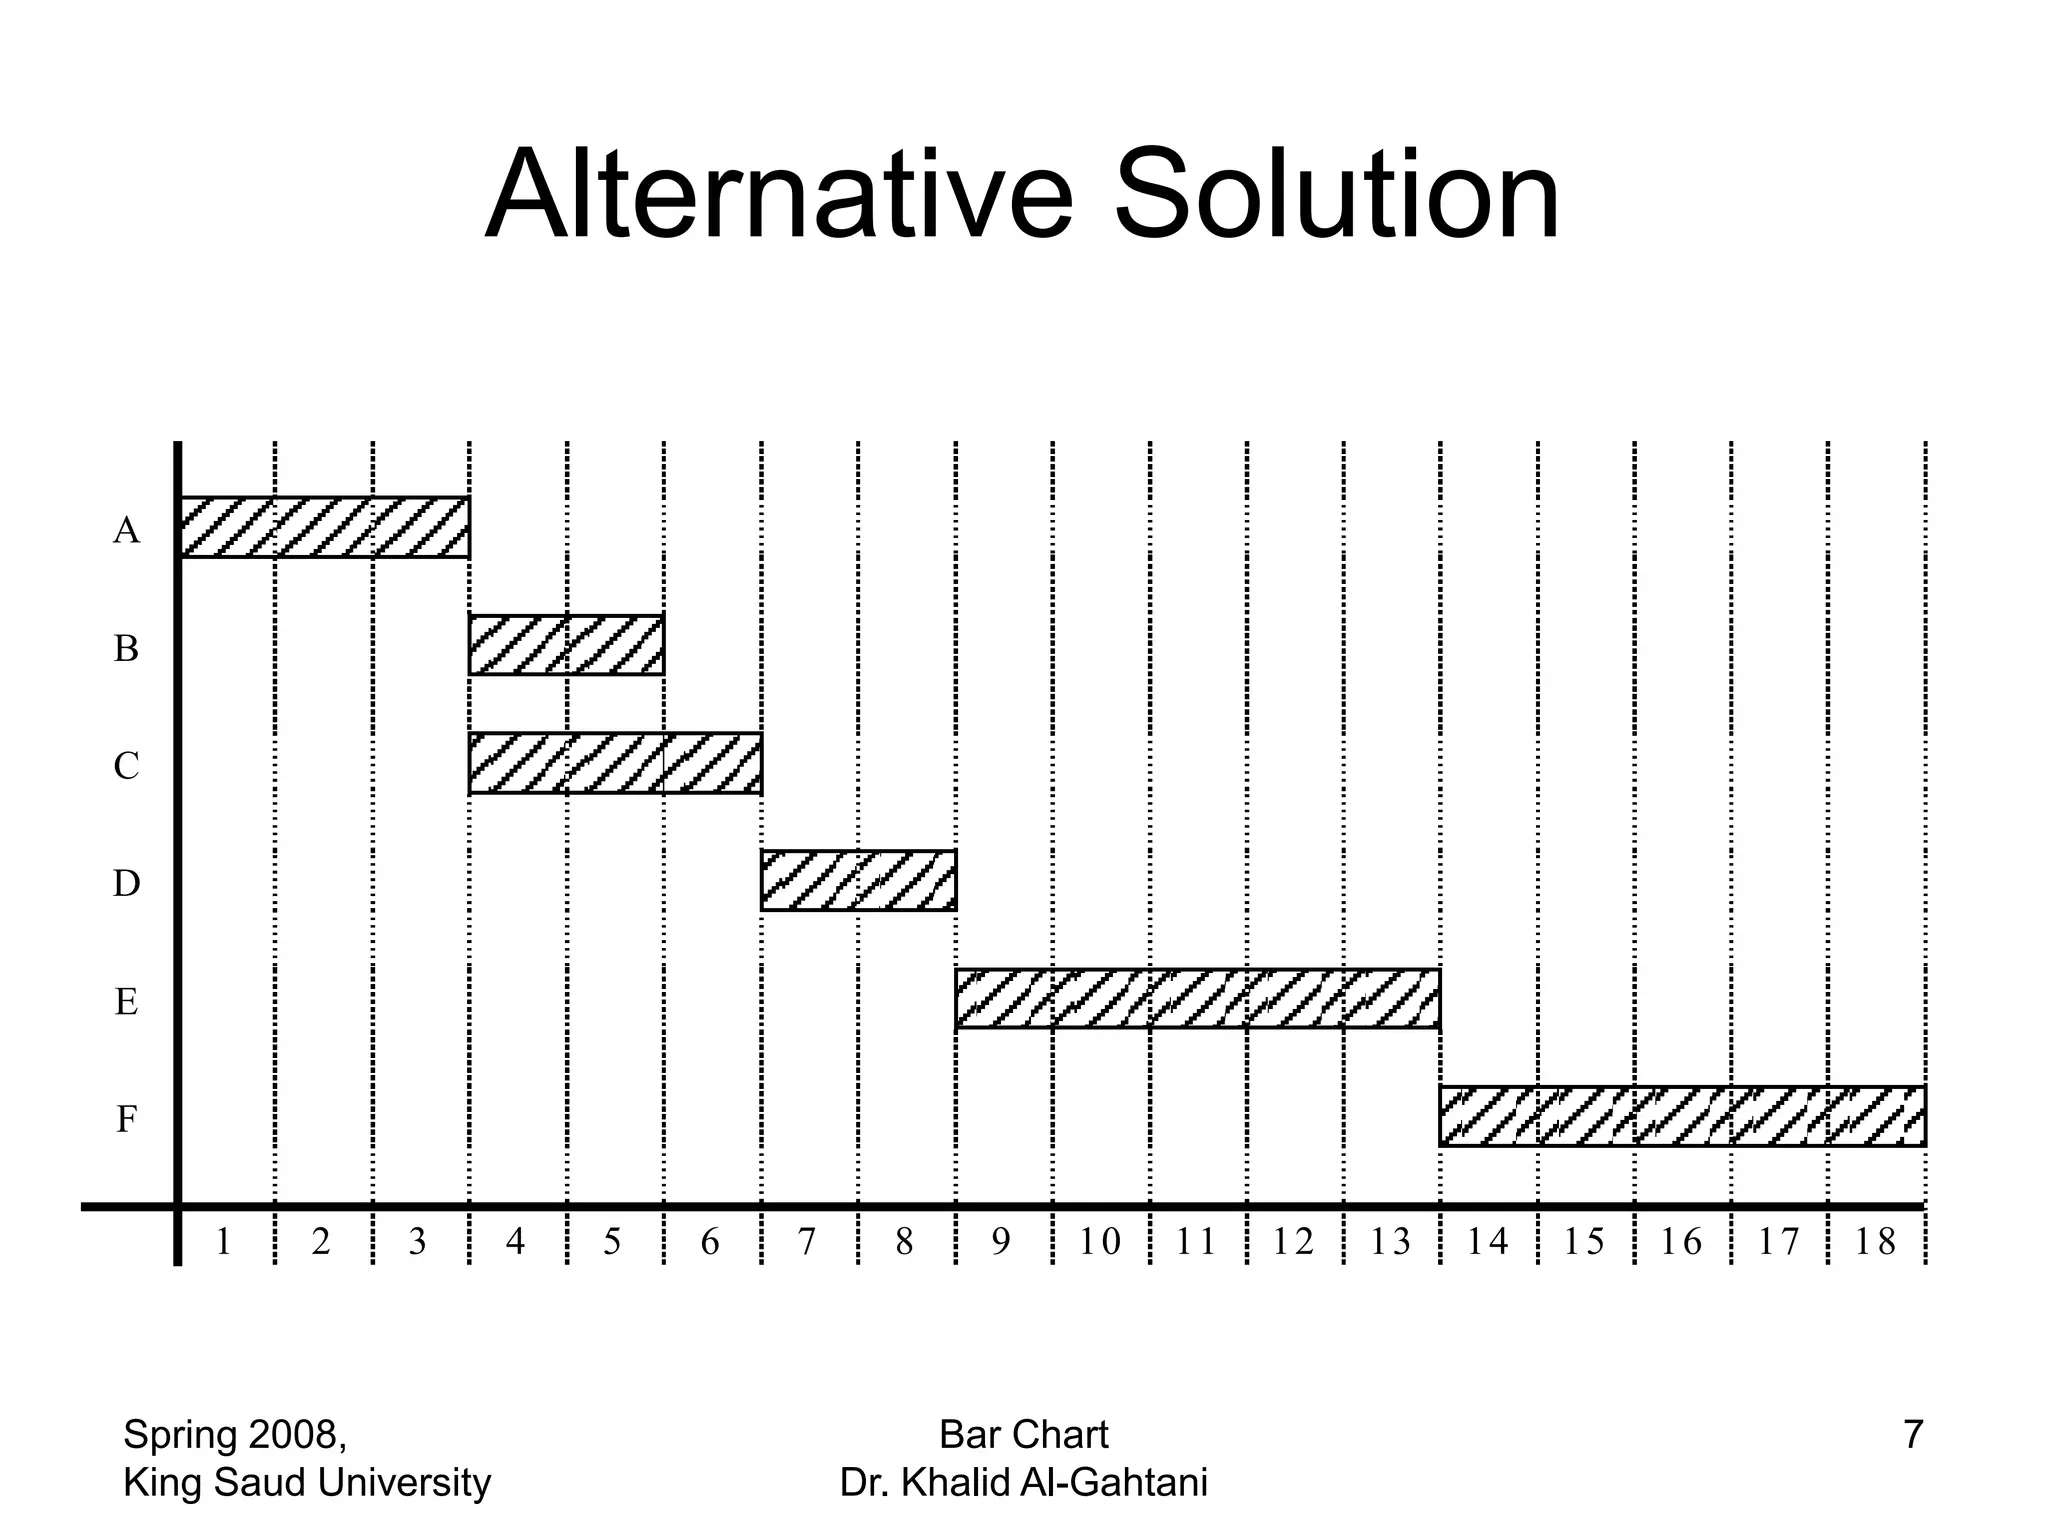 Alternative Solution
A
B
C
D
E
F
1 2 3 4 5 6 7 8 9 10 11 12 13 14 15 16 17 18
Spring 2008,
King Saud University
Bar Chart
Dr. Khalid Al-Gahtani
7